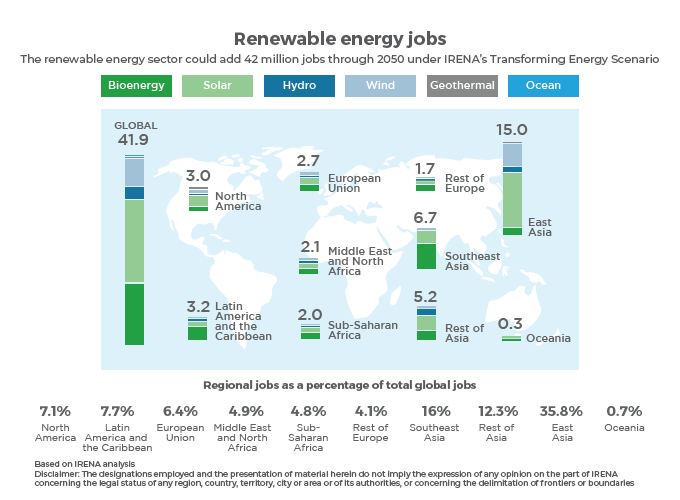 Renewable energy jobs
The renewable energy sector could add 42 million jobs through 2050 under IRENA's Transforming Energy Scenario
Bioenergy Solar Hydro Wind Geothermal Ocean
GLOBAL
41.9
3.0
North
America
2.7
European
Union
1.7
Rest of
Europe
15.0
East
Asia
2.1
Middle East
and North
Africa
6.7
Southeast
Asia
3.2
Latin
America
and the
Caribbean
2.0
Sub-Saharan
Africa
5.2
Rest of
Asia
0.3
Oceania
Regional jobs as a percentage of total global jobs
7.1%
North
America
7.7%
Latin
America and
the Caribbean
6.4%
European
Union
4.9%
Middle East
and North
Africa
4.8%
Sub-
Saharan
Africa
4.1%
Rest of
Europe
16%
Southeast
Asia
12.3%
Rest of
Asia
35.8%
East
Asia
0.7%
Oceania
Based on IRENA analysis
Disclaimer: The designations employed and the presentation of material herein do not imply the expression of any opinion on the part of IRENA
concerning the legal status of any region, country, territory, city or area or of its authorities, or concerning the delimitation of frontiers or boundaries